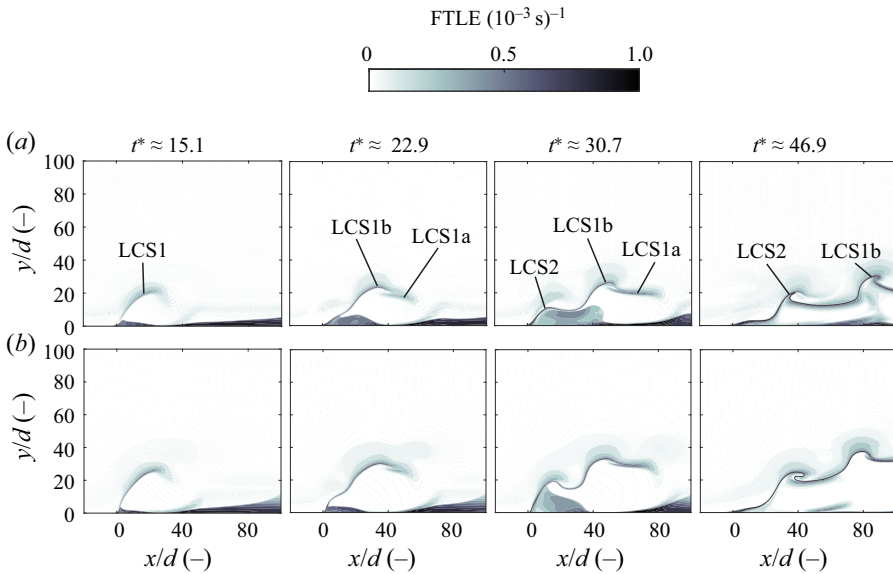 FTLE (10⁻³ s)⁻¹
0 0.5 1.0
(a) t* ≈ 15.1 t* ≈ 22.9 t* ≈ 30.7 t* ≈ 46.9
100
80
60
40
20
0
y/d (–)
LCS1
LCS1b
LCS1a
LCS1b
LCS1a
LCS2
LCS2
LCS1b
(b)
100
80
60
40
20
0
y/d (–)
0 40 80 0 40 80 0 40 80 0 40 80
x/d (–) x/d (–) x/d (–) x/d (–)